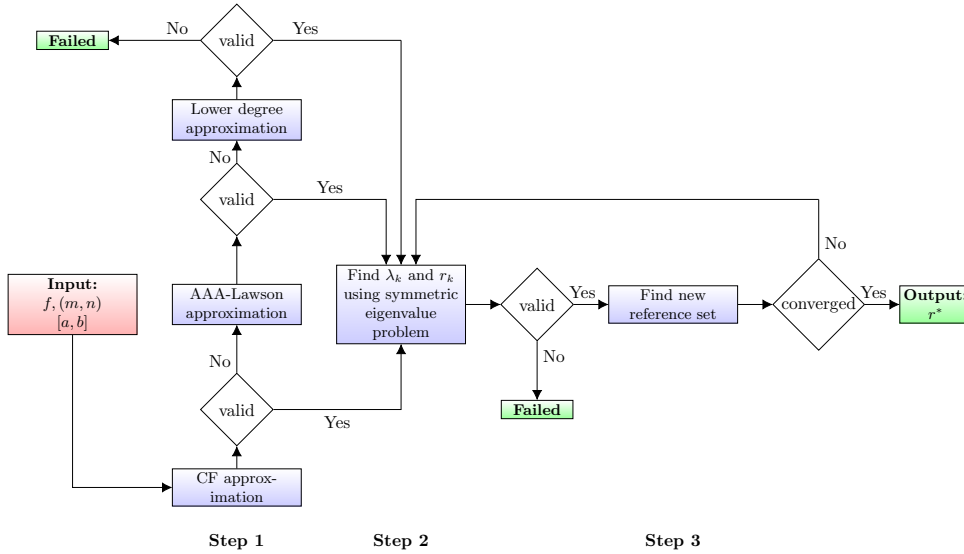 No
Yes
Failed
valid
Lower degree
approximation
No
Yes
valid
No
Input:
f, (m, n)
[a, b]
AAA-Lawson
approximation
Find λ_k and r_k
using symmetric
eigenvalue
problem
valid
Yes
Find new
reference set
converged
Yes
Output:
r*
No
No
valid
Yes
Failed
CF approx-
imation
Step 1
Step 2
Step 3